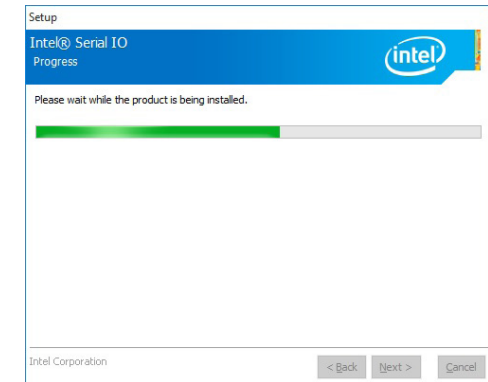 Setup
Intel® Serial IO
Progress
intel
Please wait while the product is being installed.
Intel Corporation
< Back Next > Cancel